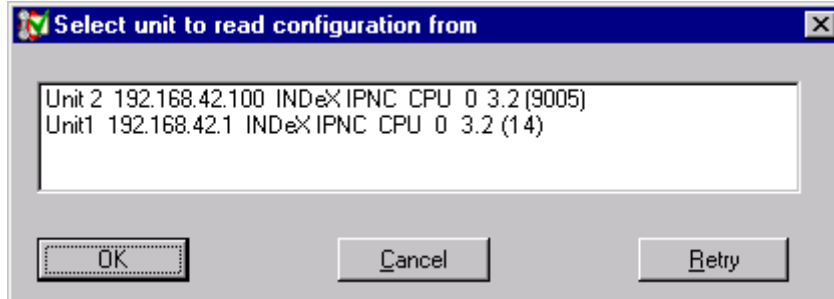 Select unit to read configuration from
Unit 2 192.168.42.100 INDeX IPNC CPU 0 3.2 (9005)
Unit1 192.168.42.1 INDeX IPNC CPU 0 3.2 (14)
OK Cancel Retry